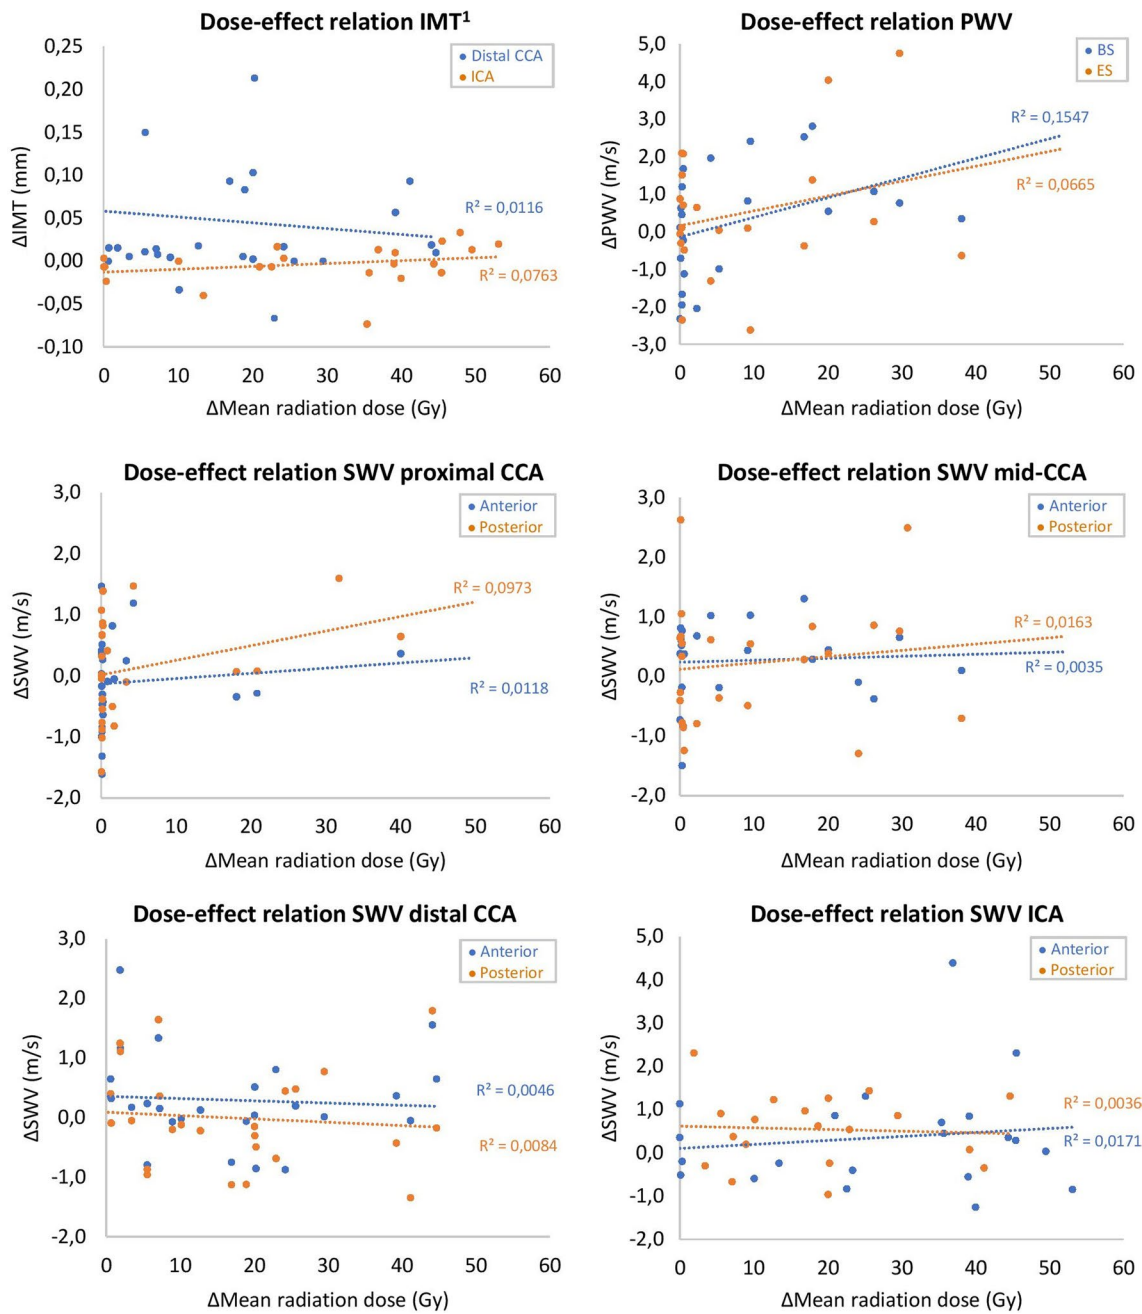 Dose-effect relation IMT¹
0,25
0,20
0,15
0,10
0,05
0,00
-0,05
-0,10
ΔIMT (mm)
Distal CCA
ICA
R² = 0,0116
R² = 0,0763
0 10 20 30 40 50 60
ΔMean radiation dose (Gy)
Dose-effect relation PWV
5,0
4,0
3,0
2,0
1,0
0,0
-1,0
-2,0
-3,0
ΔPWV (m/s)
BS
ES
R² = 0,1547
R² = 0,0665
0 10 20 30 40 50 60
ΔMean radiation dose (Gy)
Dose-effect relation SWV proximal CCA
3,0
2,0
1,0
0,0
-1,0
-2,0
ΔSWV (m/s)
Anterior
Posterior
R² = 0,0973
R² = 0,0118
0 10 20 30 40 50 60
ΔMean radiation dose (Gy)
Dose-effect relation SWV mid-CCA
3,0
2,0
1,0
0,0
-1,0
-2,0
ΔSWV (m/s)
Anterior
Posterior
R² = 0,0163
R² = 0,0035
0 10 20 30 40 50 60
ΔMean radiation dose (Gy)
Dose-effect relation SWV distal CCA
3,0
2,0
1,0
0,0
-1,0
-2,0
ΔSWV (m/s)
Anterior
Posterior
R² = 0,0046
R² = 0,0084
0 10 20 30 40 50 60
ΔMean radiation dose (Gy)
Dose-effect relation SWV ICA
5,0
4,0
3,0
2,0
1,0
0,0
-1,0
-2,0
ΔSWV (m/s)
Anterior
Posterior
R² = 0,0036
R² = 0,0171
0 10 20 30 40 50 60
ΔMean radiation dose (Gy)